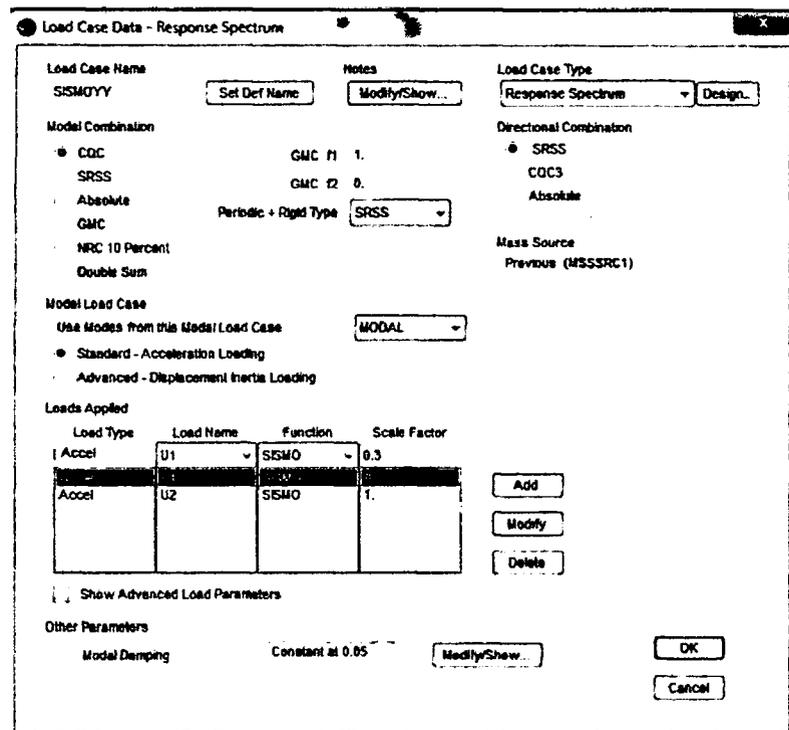 Load Case Data - Response Spectrum
X
Load Case Name
Notes
Load Case Type
SISMOYY
Set Def Name
Modify/Show...
Response Spectrum
Design...
Modal Combination
Directional Combination
CQC
GMC f1 1.
SRSS
SRSS
GMC f2 0.
CQC3
Absolute
Periodic + Rigid Type SRSS
Absolute
GMC
NRC 10 Percent
Mass Source
Double Sum
Previous (MSSSRC1)
Modal Load Case
Use Modes from this Modal Load Case
MODAL
Standard - Acceleration Loading
Advanced - Displacement Inertia Loading
Loads Applied
Load Type Load Name Function Scale Factor
Accel U1 SISMO 0.3
Accel U2 SISMO 1.
Add
Modify
Delete
Show Advanced Load Parameters
Other Parameters
Modal Damping Constant at 0.05 Modify/Show...
OK
Cancel